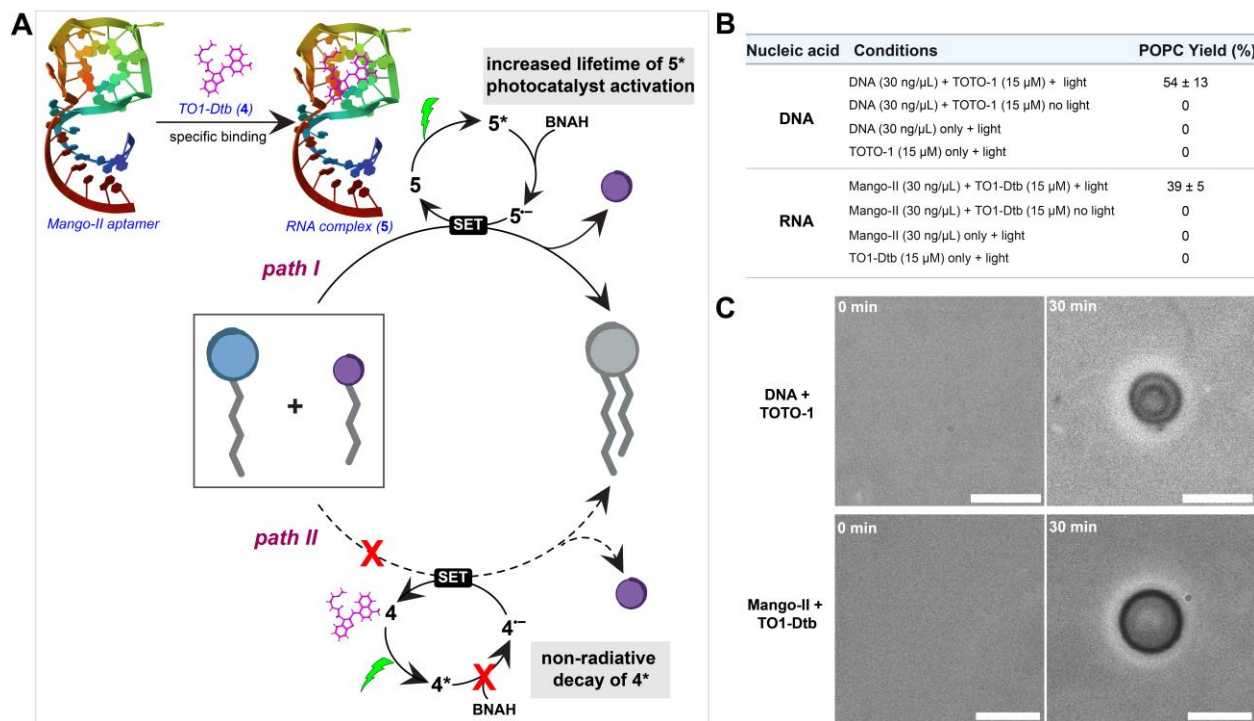 A
TO1-Dtb (4)
specific binding
Mango-II aptamer
RNA complex (5)
increased lifetime of 5*
photocatalyst activation
5*
BNAH
5
5•–
SET
path I
+
path II
X
SET
4
4•–
4*
X
BNAH
non-radiative
decay of 4*
B
Nucleic acid Conditions POPC Yield (%)
DNA
DNA (30 ng/µL) + TOTO-1 (15 µM) + light 54 ± 13
DNA (30 ng/µL) + TOTO-1 (15 µM) no light 0
DNA (30 ng/µL) only + light 0
TOTO-1 (15 µM) only + light 0
RNA
Mango-II (30 ng/µL) + TO1-Dtb (15 µM) + light 39 ± 5
Mango-II (30 ng/µL) + TO1-Dtb (15 µM) no light 0
Mango-II (30 ng/µL) only + light 0
TO1-Dtb (15 µM) only + light 0
C
DNA +
TOTO-1
0 min
30 min
Mango-II +
TO1-Dtb
0 min
30 min